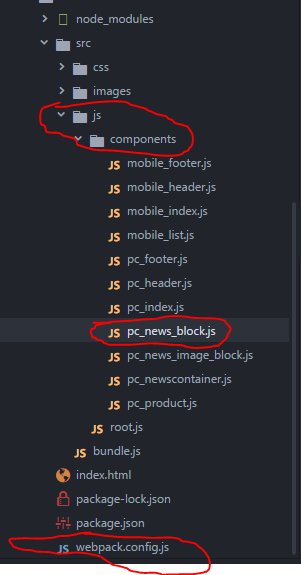 node_modules
src
css
images
js
components
JS mobile_footer.js
JS mobile_header.js
JS mobile_index.js
JS mobile_list.js
JS pc_footer.js
JS pc_header.js
JS pc_index.js
JS pc_news_block.js
JS pc_news_image_block.js
JS pc_newscontainer.js
JS pc_product.js
JS root.js
JS bundle.js
index.html
package-lock.json
package.json
JS webpack.config.js